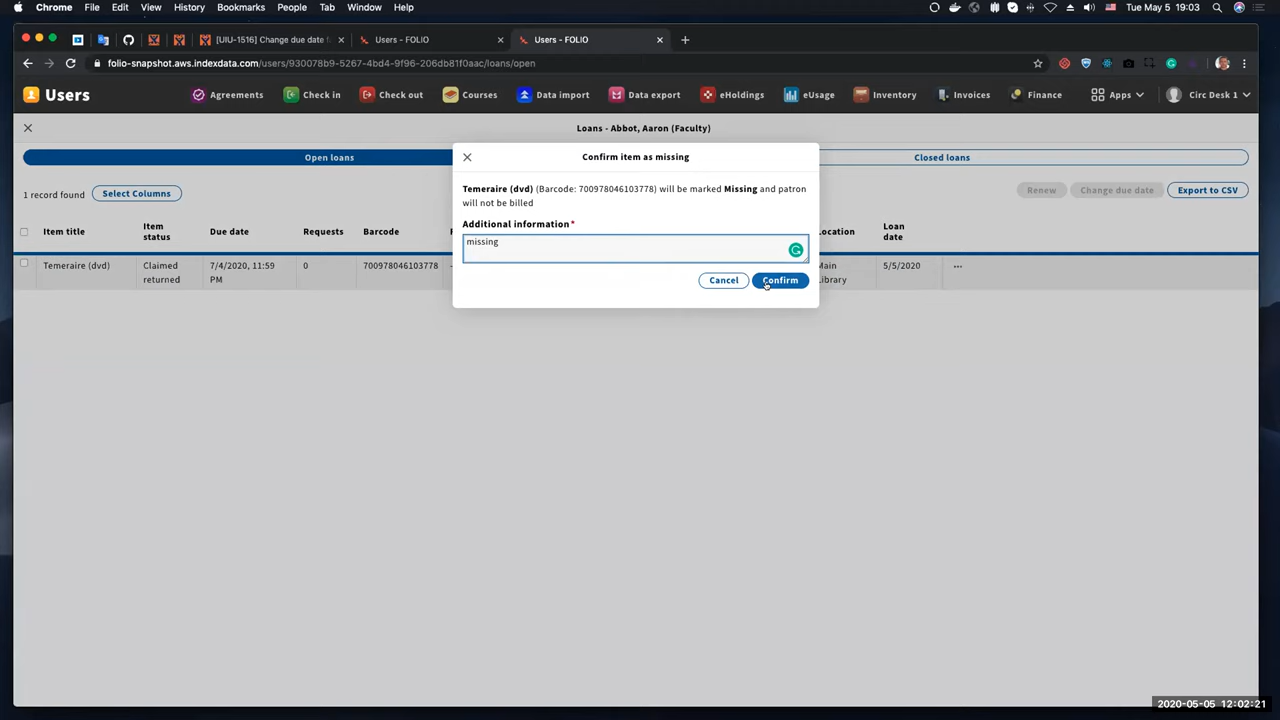 Chrome File Edit View History Bookmarks People Tab Window Help Tue May 5 19:03
[UIU-1516] Change due date f Users - FOLIO Users - FOLIO
folio-snapshot.aws.indexdata.com/users/930078b9-5267-4bd4-9f96-206db81f0aac/loans/open
Users Agreements Check in Check out Courses Data import Data export eHoldings eUsage Inventory Invoices Finance Apps Circ Desk 1
Loans - Abbot, Aaron (Faculty)
Open loans Closed loans
1 record found Select Columns Renew Change due date Export to CSV
Item title Item status Due date Requests Barcode Location Loan date
Temeraire (dvd) Claimed returned 7/4/2020, 11:59 PM 0 700978046103778 Main Library 5/5/2020 •••
Confirm item as missing
Temeraire (dvd) (Barcode: 700978046103778) will be marked Missing and patron
will not be billed
Additional information*
missing
Cancel Confirm
2020-05-05 12:02:21